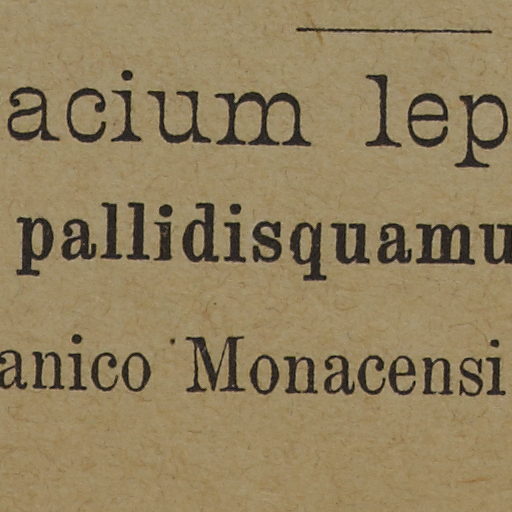 acium lep
pallidisquamu
anico Monacensi